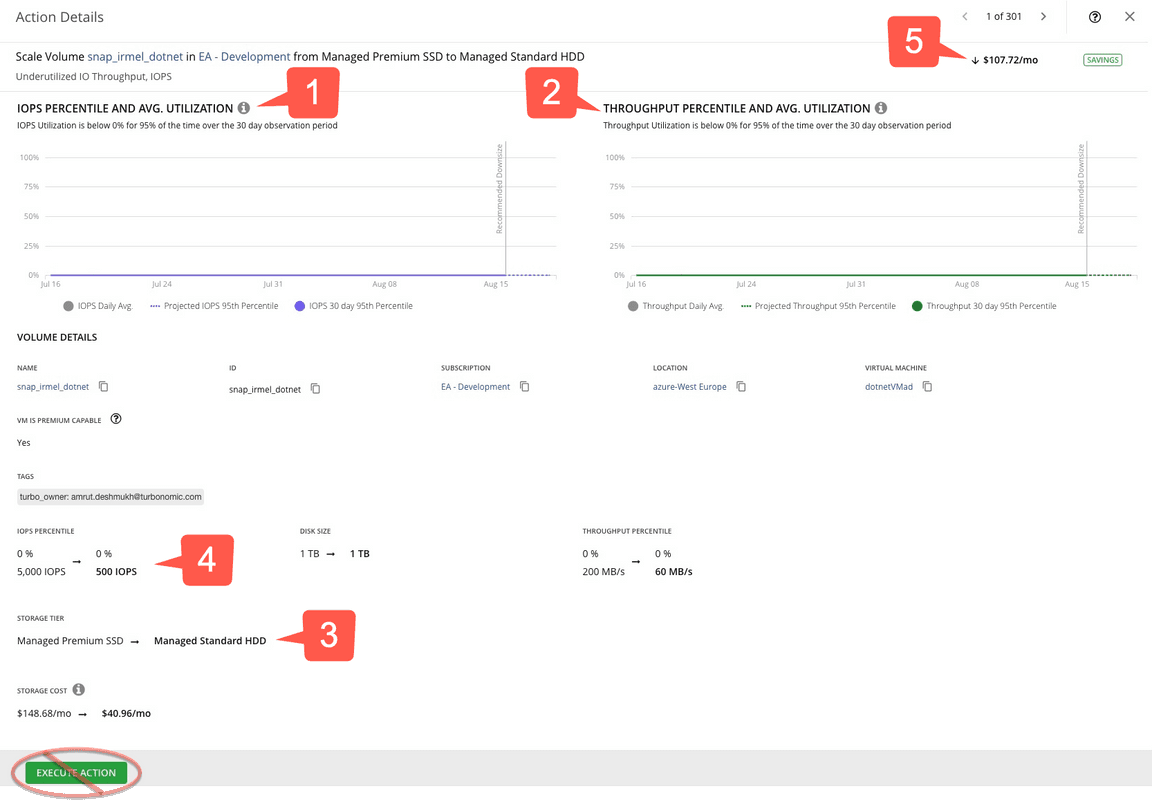 Action Details
1 of 301
Scale Volume snap_irmel_dotnet in EA - Development from Managed Premium SSD to Managed Standard HDD
5
$107.72/mo
SAVINGS
Underutilized IO Throughput, IOPS
1
2
IOPS PERCENTILE AND AVG. UTILIZATION
IOPS Utilization is below 0% for 95% of the time over the 30 day observation period
100%
75%
50%
25%
0%
Recommended Downsize
Jul 16
Jul 24
Jul 31
Aug 08
Aug 15
IOPS Daily Avg.
Projected IOPS 95th Percentile
IOPS 30 day 95th Percentile
THROUGHPUT PERCENTILE AND AVG. UTILIZATION
Throughput Utilization is below 0% for 95% of the time over the 30 day observation period
100%
75%
50%
25%
0%
Recommended Downsize
Jul 16
Jul 24
Jul 31
Aug 08
Aug 15
Throughput Daily Avg.
Projected Throughput 95th Percentile
Throughput 30 day 95th Percentile
VOLUME DETAILS
NAME
snap_irmel_dotnet
ID
snap_irmel_dotnet
SUBSCRIPTION
EA - Development
LOCATION
azure-West Europe
VIRTUAL MACHINE
dotnetVMad
VM IS PREMIUM CAPABLE
Yes
TAGS
turbo_owner: amrut.deshmukh@turbonomic.com
IOPS PERCENTILE
0 % → 0 %
5,000 IOPS 500 IOPS
4
DISK SIZE
1 TB → 1 TB
THROUGHPUT PERCENTILE
0 % → 0 %
200 MB/s 60 MB/s
STORAGE TIER
Managed Premium SSD → Managed Standard HDD
3
STORAGE COST
$148.68/mo → $40.96/mo
EXECUTE ACTION